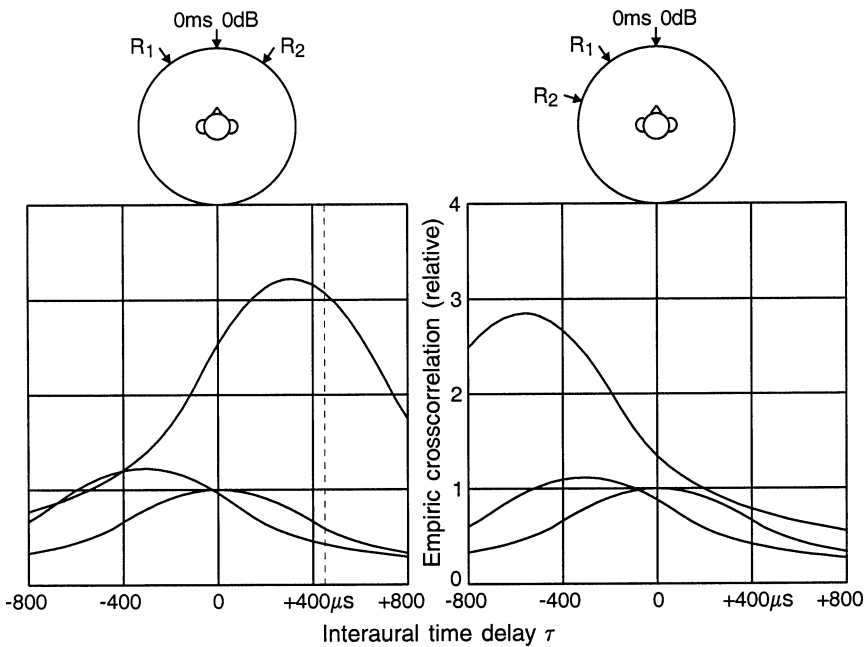 0ms 0dB
R1
R2
0ms 0dB
R1
R2
Empiric crosscorrelation (relative)
4
3
2
1
0
-800 -400 0 +400μs +800
-800 -400 0 +400μs +800
Interaural time delay τ